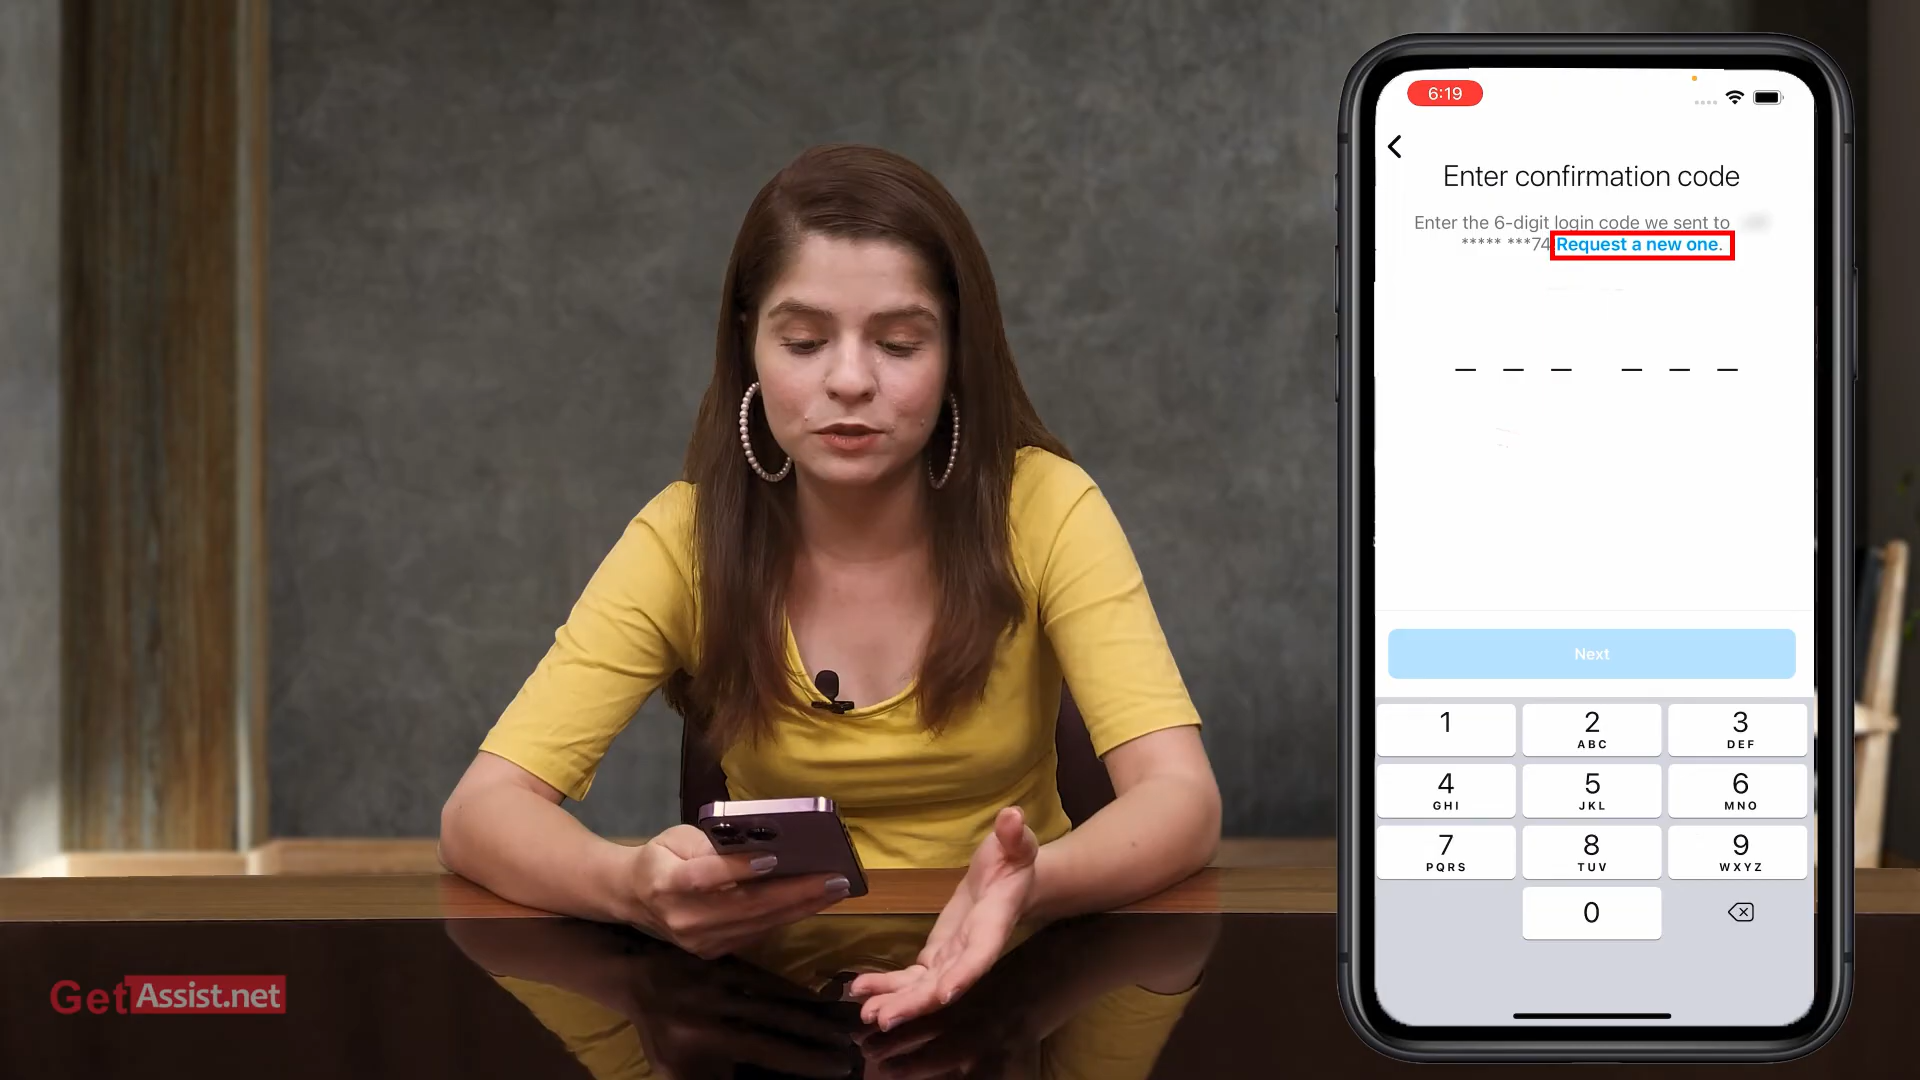 6:19
Enter confirmation code
Enter the 6-digit login code we sent to
***** ***74 Request a new one.
Next
1
2
ABC
3
DEF
4
GHI
5
JKL
6
MNO
7
PQRS
8
TUV
9
WXYZ
0
GetAssist.net